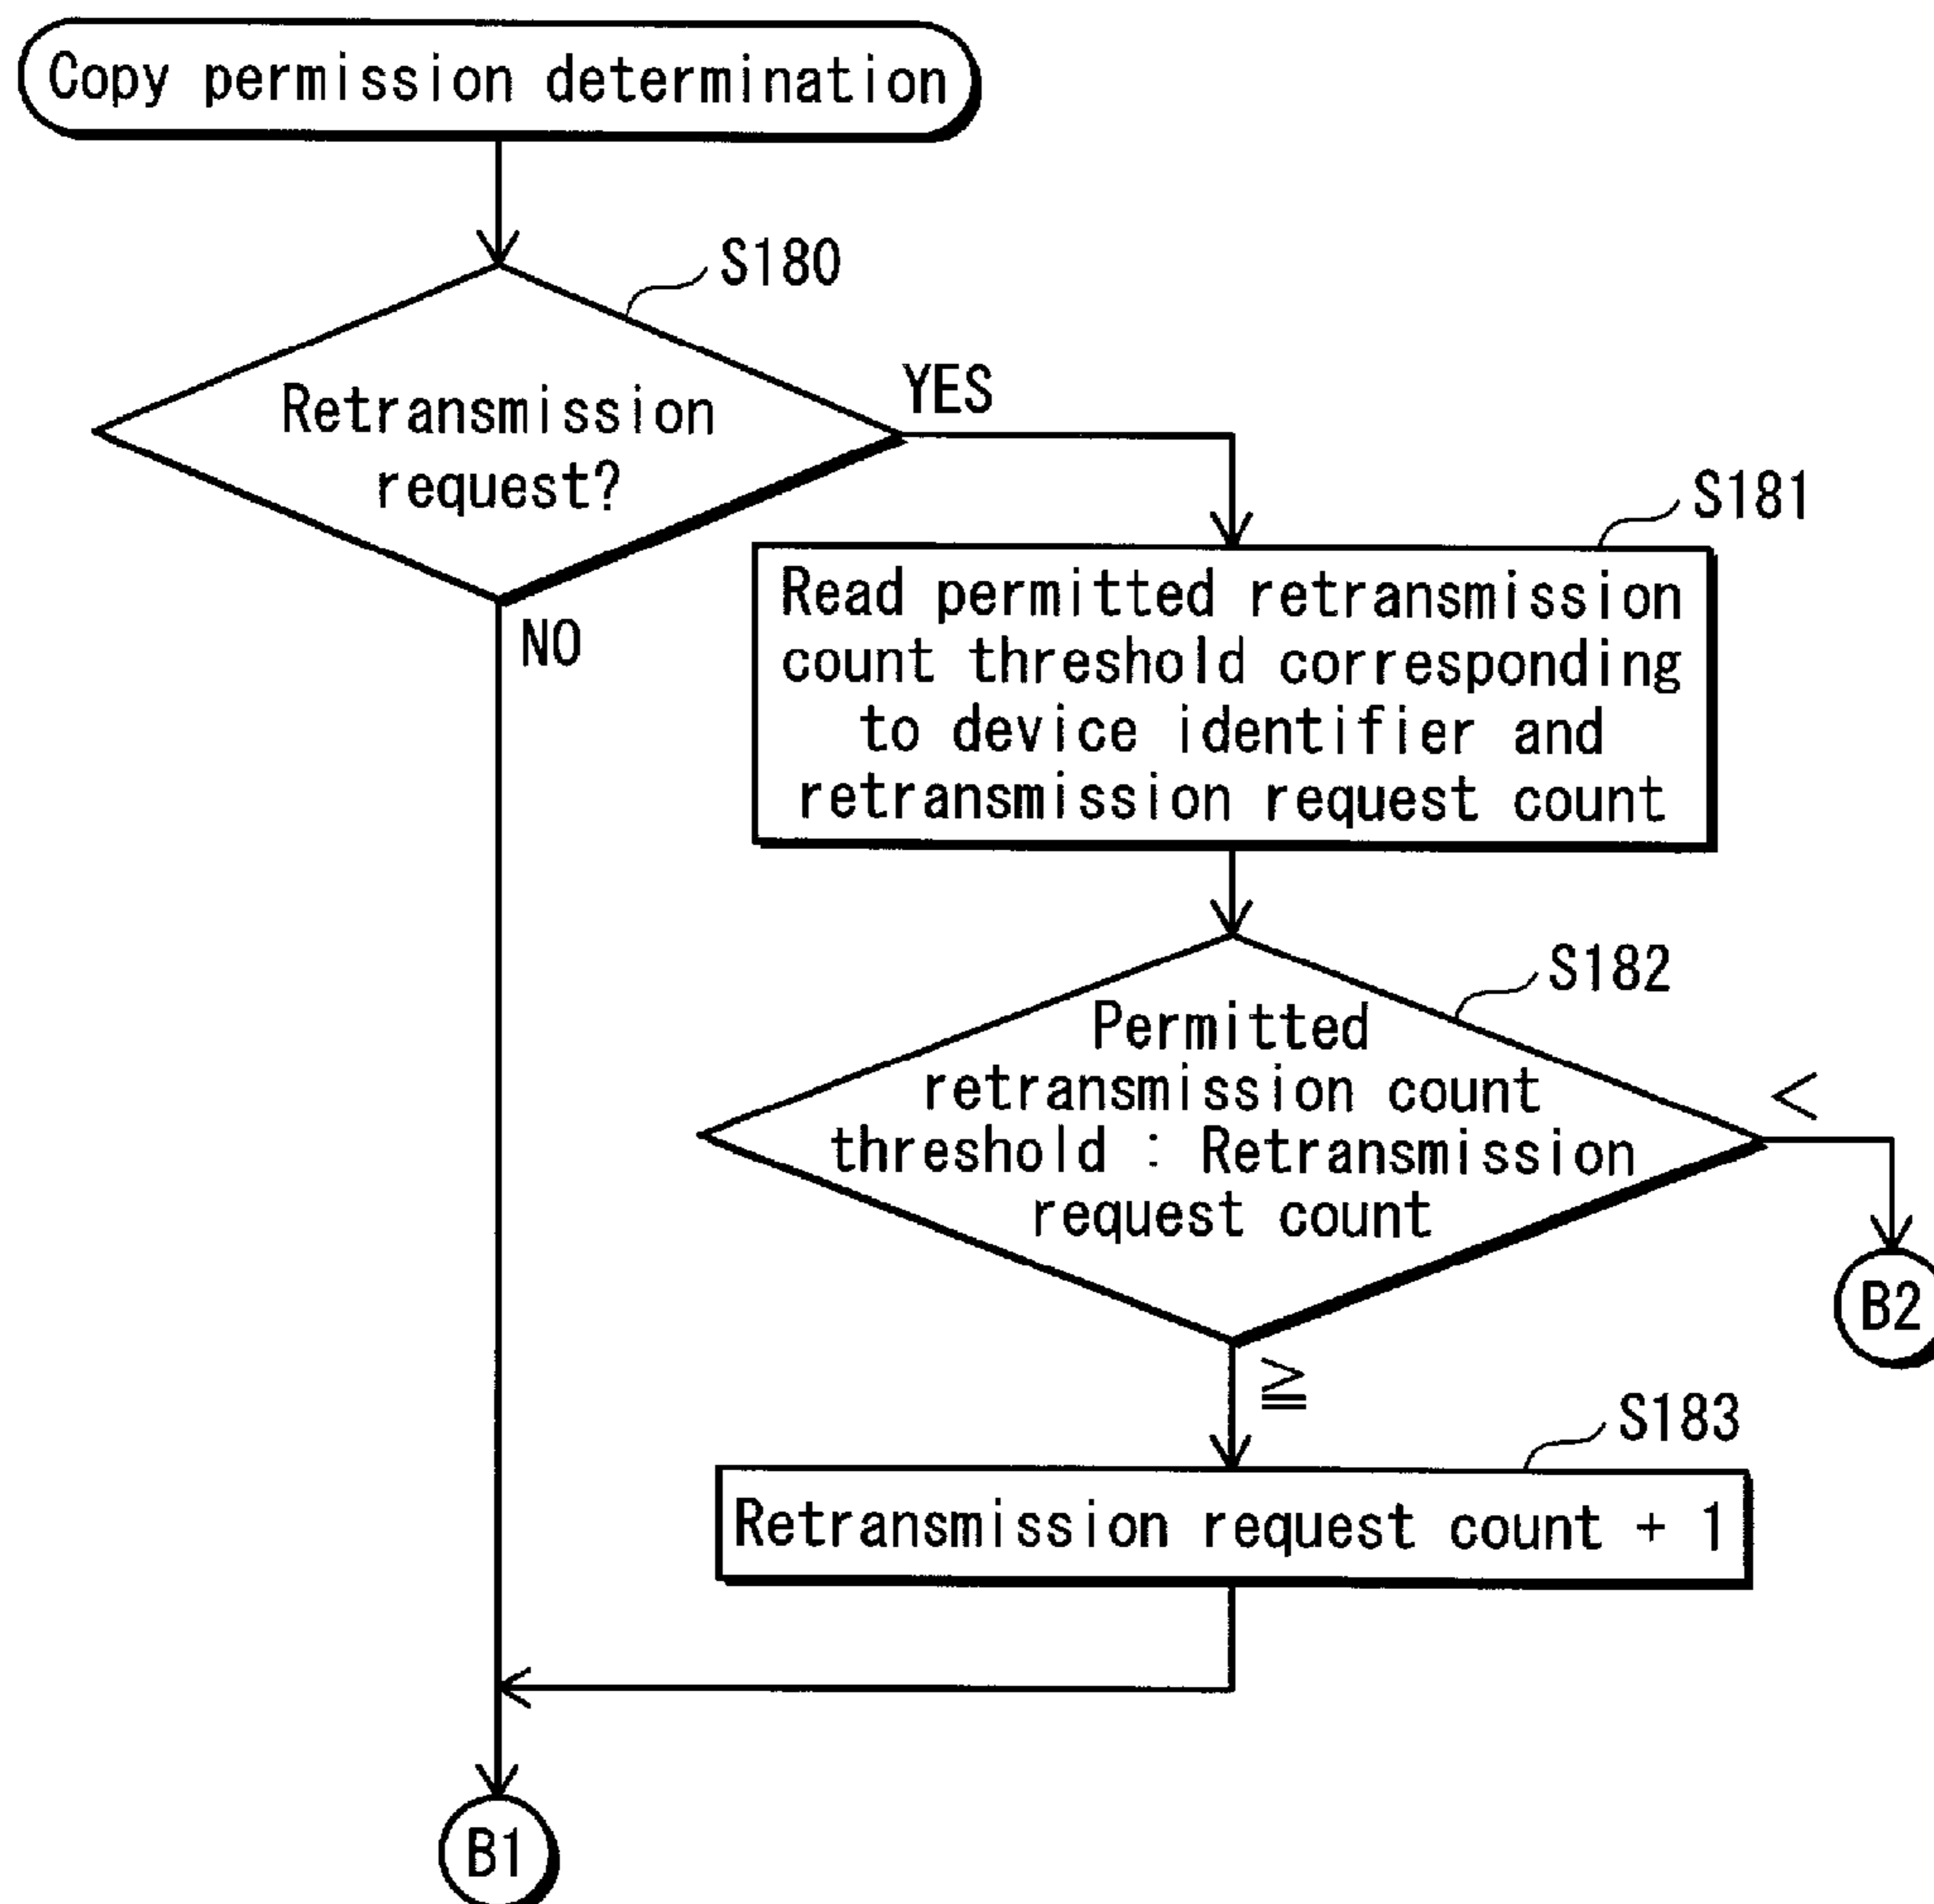 Copy permission determination
S180
Retransmission
request?
YES
NO
S181
Read permitted retransmission
count threshold corresponding
to device identifier and
retransmission request count
S182
Permitted
retransmission count
threshold : Retransmission
request count
<
B2
≧
S183
Retransmission request count + 1
B1